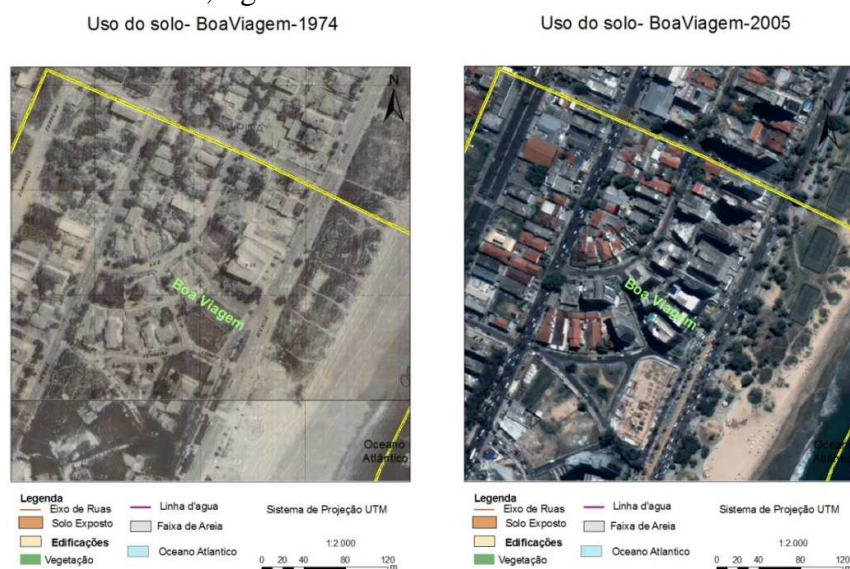 Uso do solo- BoaViagem-1974
Uso do solo- BoaViagem-2005
N
Boa Viagem
Oceano
Atlântico
Boa Viagem
Legenda
Eixo de Ruas
Solo Exposto
Edificações
Vegetação
Linha d'agua
Faixa de Areia
Oceano Atlantico
Sistema de Projeção UTM
1:2.000
0 20 40 80 120
m
Legenda
Eixo de Ruas
Solo Exposto
Edificações
Vegetação
Linha d'agua
Faixa de Areia
Oceano Atlantico
Sistema de Projeção UTM
1:2.000
0 20 40 80 120
m